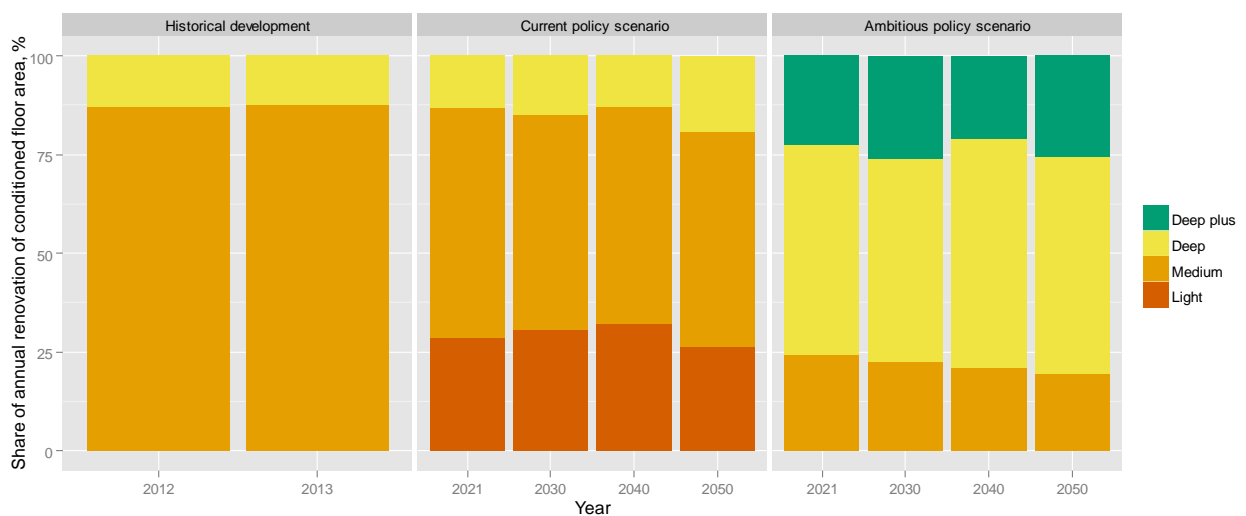 Historical development
Current policy scenario
Ambitious policy scenario
Share of annual renovation of conditioned floor area, %
100
75
50
25
0
2012
2013
2021
2030
2040
2050
2021
2030
2040
2050
Year
Deep plus
Deep
Medium
Light